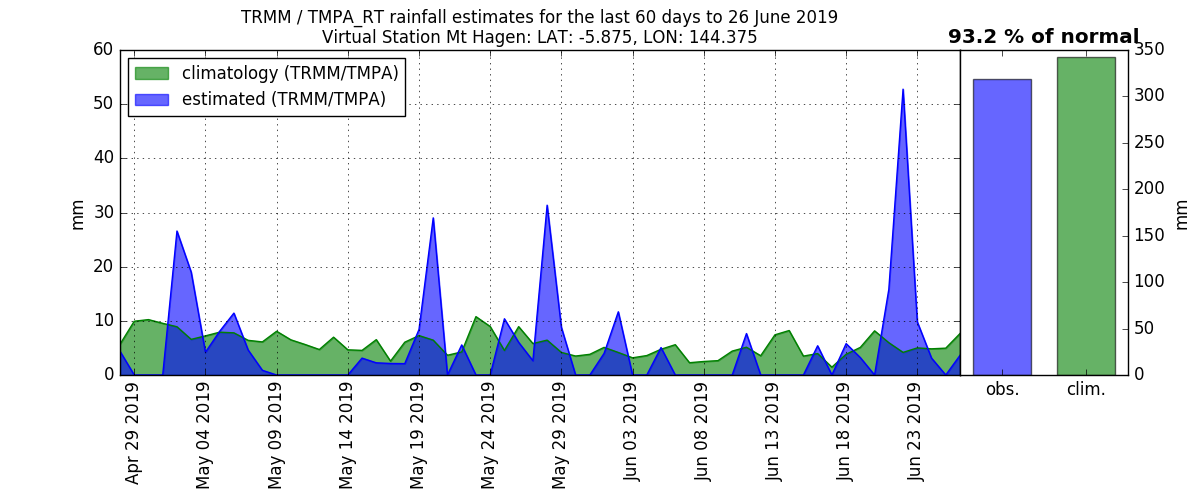 TRMM / TMPA_RT rainfall estimates for the last 60 days to 26 June 2019
Virtual Station Mt Hagen: LAT: -5.875, LON: 144.375
93.2 % of normal
climatology (TRMM/TMPA)
estimated (TRMM/TMPA)
60
50
40
30
20
10
0
mm
Apr 29 2019
May 04 2019
May 09 2019
May 14 2019
May 19 2019
May 24 2019
May 29 2019
Jun 03 2019
Jun 08 2019
Jun 13 2019
Jun 18 2019
Jun 23 2019
obs.
clim.
350
300
250
200
150
100
50
0
mm